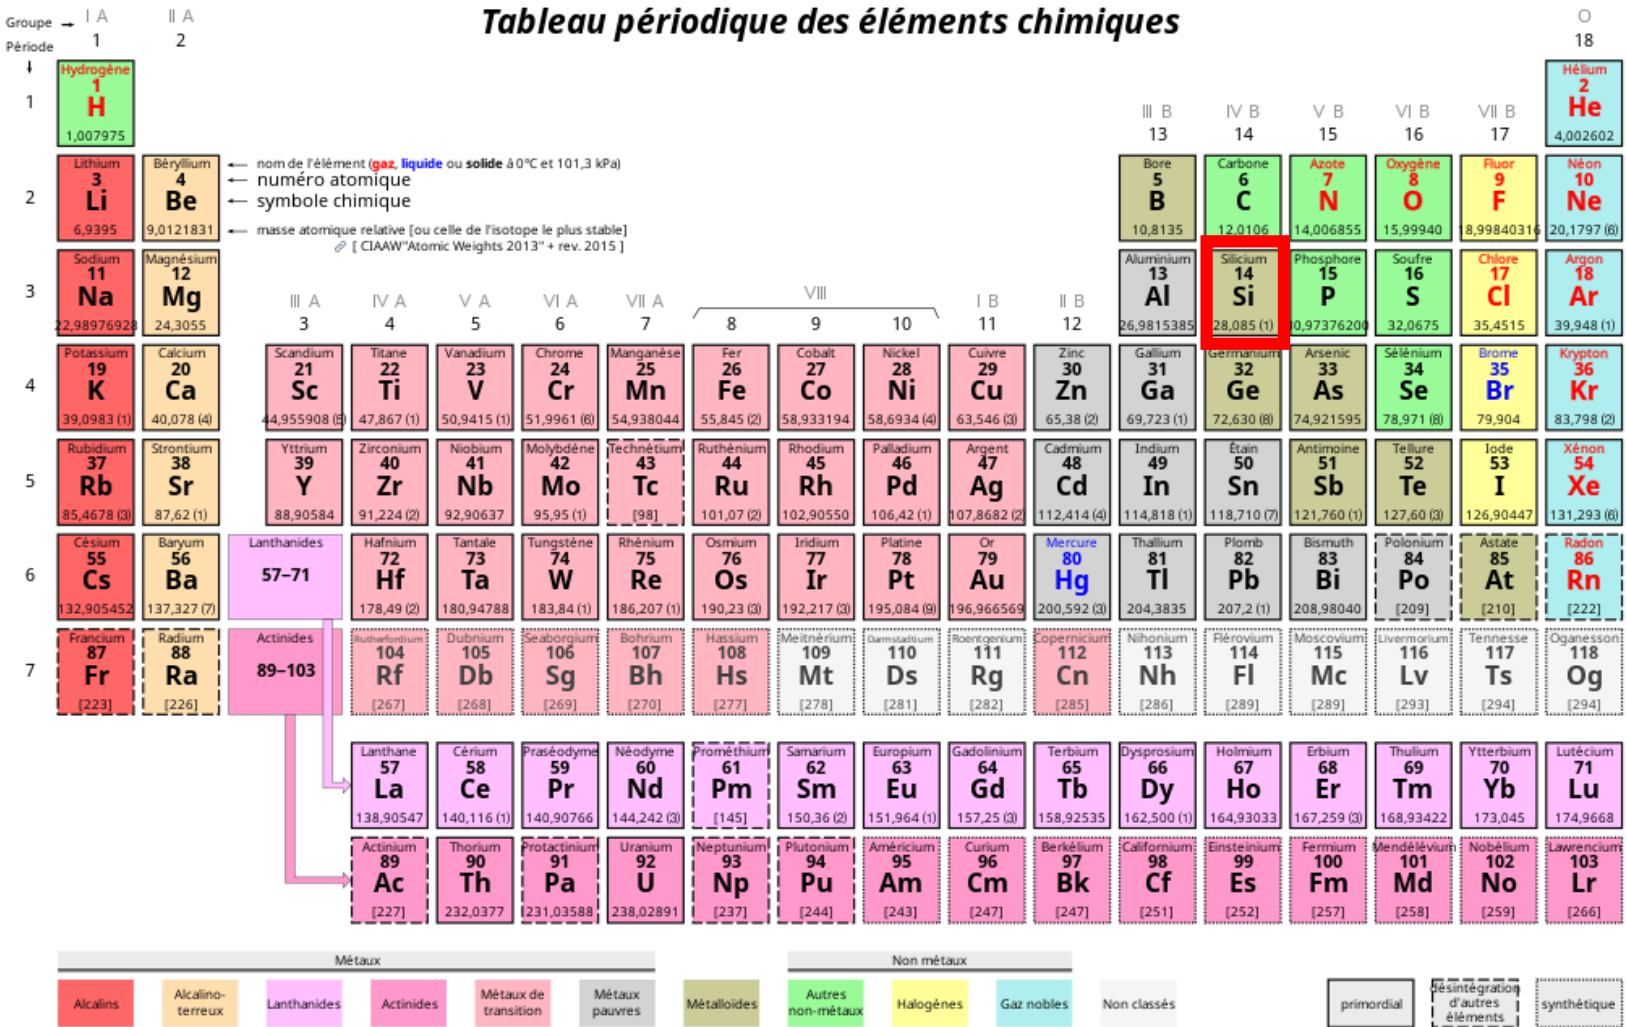 Tableau périodique des éléments chimiques
Groupe → I A II A O
1 2 18
Période
1
Hydrogène Hélium
1 2
H He
1,007975 4,002602
III B IV B V B VI B VII B
13 14 15 16 17
2
Lithium Béryllium Bore Carbone Azote Oxygène Fluor Néon
3 4 5 6 7 8 9 10
Li Be B C N O F Ne
6,9395 9,0121831 10,8135 12,0106 14,006855 15,99940 18,99840316 20,1797 (6)
nom de l'élément (gaz, liquide ou solide à 0°C et 101,3 kPa)
numéro atomique
symbole chimique
masse atomique relative [ou celle de l'isotope le plus stable]
[ CIAAW"Atomic Weights 2013" + rev. 2015 ]
3
Sodium Magnésium Aluminium Silicium Phosphore Soufre Chlore Argon
11 12 13 14 15 16 17 18
Na Mg Al Si P S Cl Ar
22,98976928 24,3055 26,9815385 28,085 (1) 0,97376200 32,0675 35,4515 39,948 (1)
III A IV A V A VI A VII A VIII I B II B
3 4 5 6 7 8 9 10 11 12
4
Potassium Calcium Scandium Titane Vanadium Chrome Manganèse Fer Cobalt Nickel Cuivre Zinc Gallium Germanium Arsenic Sélénium Brome Krypton
19 20 21 22 23 24 25 26 27 28 29 30 31 32 33 34 35 36
K Ca Sc Ti V Cr Mn Fe Co Ni Cu Zn Ga Ge As Se Br Kr
39,0983 (1) 40,078 (4) 44,955908 (5) 47,867 (1) 50,9415 (1) 51,9961 (6) 54,938044 55,845 (2) 58,933194 58,6934 (4) 63,546 (3) 65,38 (2) 69,723 (1) 72,630 (8) 74,921595 78,971 (8) 79,904 83,798 (2)
5
Rubidium Strontium Yttrium Zirconium Niobium Molybdène Technétium Ruthénium Rhodium Palladium Argent Cadmium Indium Étain Antimoine Tellure Iode Xénon
37 38 39 40 41 42 43 44 45 46 47 48 49 50 51 52 53 54
Rb Sr Y Zr Nb Mo Tc Ru Rh Pd Ag Cd In Sn Sb Te I Xe
85,4678 (3) 87,62 (1) 88,90584 91,224 (2) 92,90637 95,95 (1) [98] 101,07 (2) 102,90550 106,42 (1) 107,8682 (2) 112,414 (4) 114,818 (1) 118,710 (7) 121,760 (1) 127,60 (3) 126,90447 131,293 (6)
6
Césium Baryum Lanthanides Hafnium Tantale Tungstène Rhénium Osmium Iridium Platine Or Mercure Thallium Plomb Bismuth Polonium Astate Radon
55 56 57–71 72 73 74 75 76 77 78 79 80 81 82 83 84 85 86
Cs Ba Hf Ta W Re Os Ir Pt Au Hg Tl Pb Bi Po At Rn
132,905452 137,327 (7) 178,49 (2) 180,94788 183,84 (1) 186,207 (1) 190,23 (3) 192,217 (3) 195,084 (9) 196,966569 200,592 (3) 204,3835 207,2 (1) 208,98040 [209] [210] [222]
7
Francium Radium Actinides Rutherfordium Dubnium Seaborgium Bohrium Hassium Meitnérium Darmstadtium Roentgenium Copernicium Nihonium Flérovium Moscovium Livermorium Tennesse Oganesson
87 88 89–103 104 105 106 107 108 109 110 111 112 113 114 115 116 117 118
Fr Ra Rf Db Sg Bh Hs Mt Ds Rg Cn Nh Fl Mc Lv Ts Og
[223] [226] [267] [268] [269] [270] [277] [278] [281] [282] [285] [286] [289] [289] [293] [294] [294]
Lanthane Cérium Praséodyme Néodyme Prométhium Samarium Europium Gadolinium Terbium Dysprosium Holmium Erbium Thulium Ytterbium Lutécium
57 58 59 60 61 62 63 64 65 66 67 68 69 70 71
La Ce Pr Nd Pm Sm Eu Gd Tb Dy Ho Er Tm Yb Lu
138,90547 140,116 (1) 140,90766 144,242 (3) [145] 150,36 (2) 151,964 (1) 157,25 (3) 158,92535 162,500 (1) 164,93033 167,259 (3) 168,93422 173,045 174,9668
Actinium Thorium Protactinium Uranium Neptunium Plutonium Américium Curium Berkélium Californium Einsteinium Fermium Mendélévium Nobélium Lawrencium
89 90 91 92 93 94 95 96 97 98 99 100 101 102 103
Ac Th Pa U Np Pu Am Cm Bk Cf Es Fm Md No Lr
[227] 232,0377 231,03588 238,02891 [237] [244] [243] [247] [247] [251] [252] [257] [258] [259] [266]
Métaux Non métaux
Alcalins
Alcalino-
terreux
Lanthanides
Actinides
Métaux de
transition
Métaux
pauvres
Métalloïdes
Autres
non-métaux
Halogènes
Gaz nobles
Non classés
primordial
désintégration
d'autres
éléments
synthétique